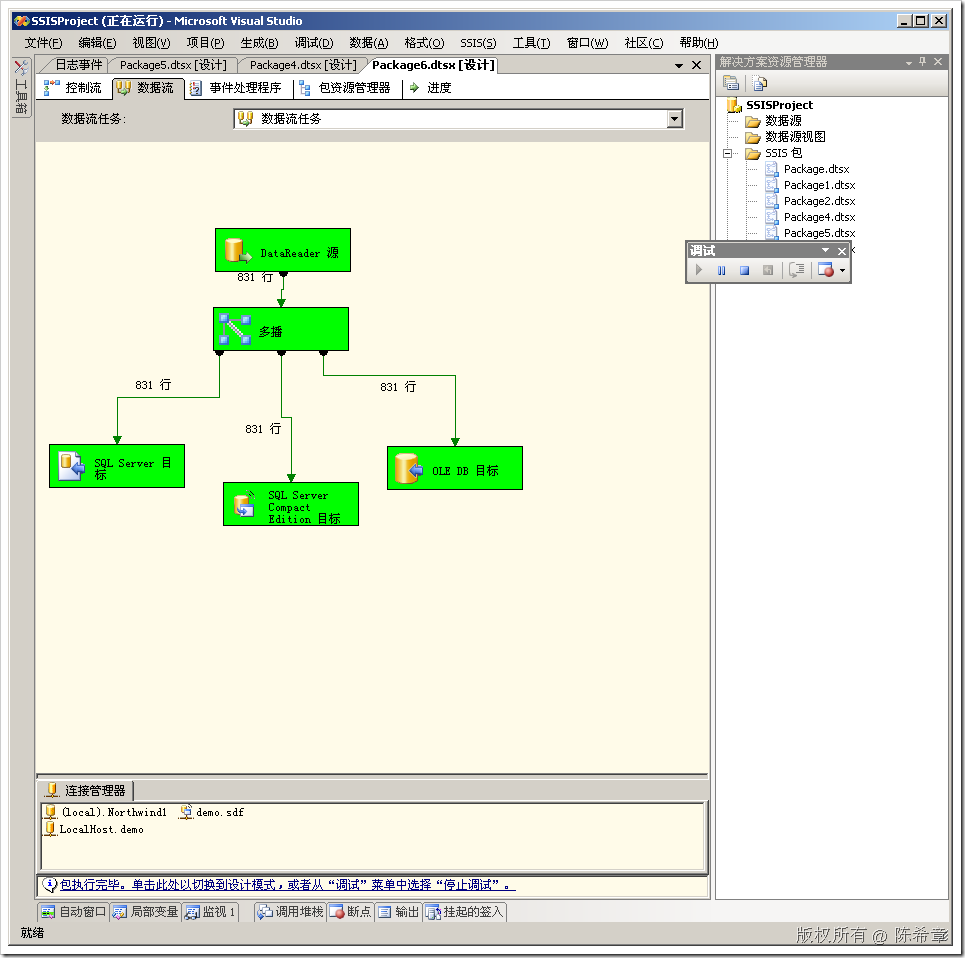 SSISProject (正在运行) - Microsoft Visual Studio
文件(F) 编辑(E) 视图(V) 项目(P) 生成(B) 调试(D) 数据(A) 格式(O) SSIS(S) 工具(T) 窗口(W) 社区(C) 帮助(H)
工具箱
日志事件 Package5.dtsx [设计] Package4.dtsx [设计] Package6.dtsx [设计]
控制流 数据流 事件处理程序 包资源管理器 进度
数据流任务: 数据流任务
DataReader 源
831 行
多播
831 行
831 行
831 行
SQL Server 目
标
OLE DB 目标
SQL Server
Compact
Edition 目标
连接管理器
(local).Northwind1 demo.sdf
LocalHost.demo
包执行完毕。单击此处以切换到设计模式，或者从“调试”菜单中选择“停止调试”。
解决方案资源管理器
SSISProject
数据源
数据源视图
SSIS 包
Package.dtsx
Package1.dtsx
Package2.dtsx
Package4.dtsx
Package5.dtsx
调试
自动窗口 局部变量 监视 1 调用堆栈 断点 输出 挂起的签入
就绪
版权所有 @ 陈希章